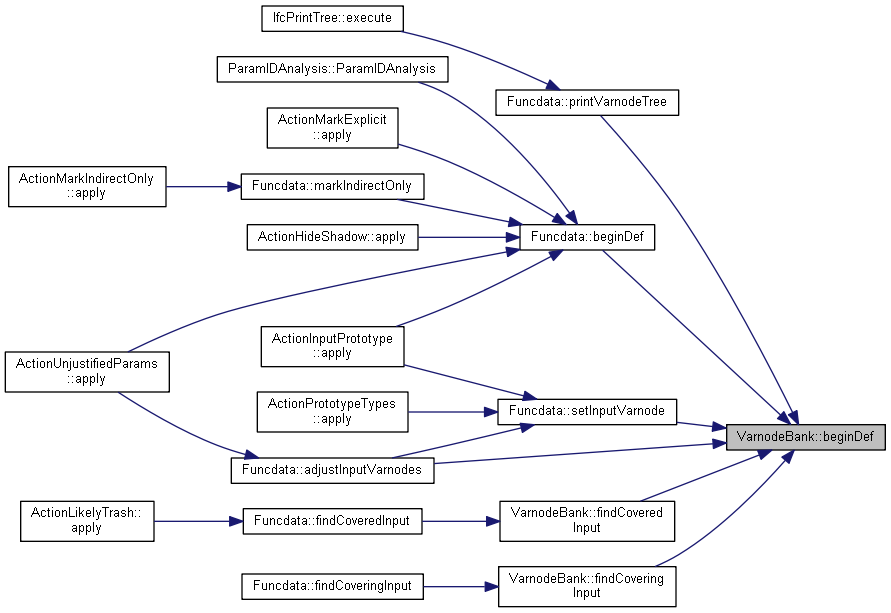 IfcPrintTree::execute
ParamIDAnalysis::ParamIDAnalysis
Funcdata::printVarnodeTree
ActionMarkExplicit
::apply
ActionMarkIndirectOnly
::apply
Funcdata::markIndirectOnly
ActionHideShadow::apply
Funcdata::beginDef
ActionInputPrototype
::apply
ActionUnjustifiedParams
::apply
ActionPrototypeTypes
::apply
Funcdata::setInputVarnode
VarnodeBank::beginDef
Funcdata::adjustInputVarnodes
ActionLikelyTrash::
apply
Funcdata::findCoveredInput
VarnodeBank::findCovered
Input
Funcdata::findCoveringInput
VarnodeBank::findCovering
Input